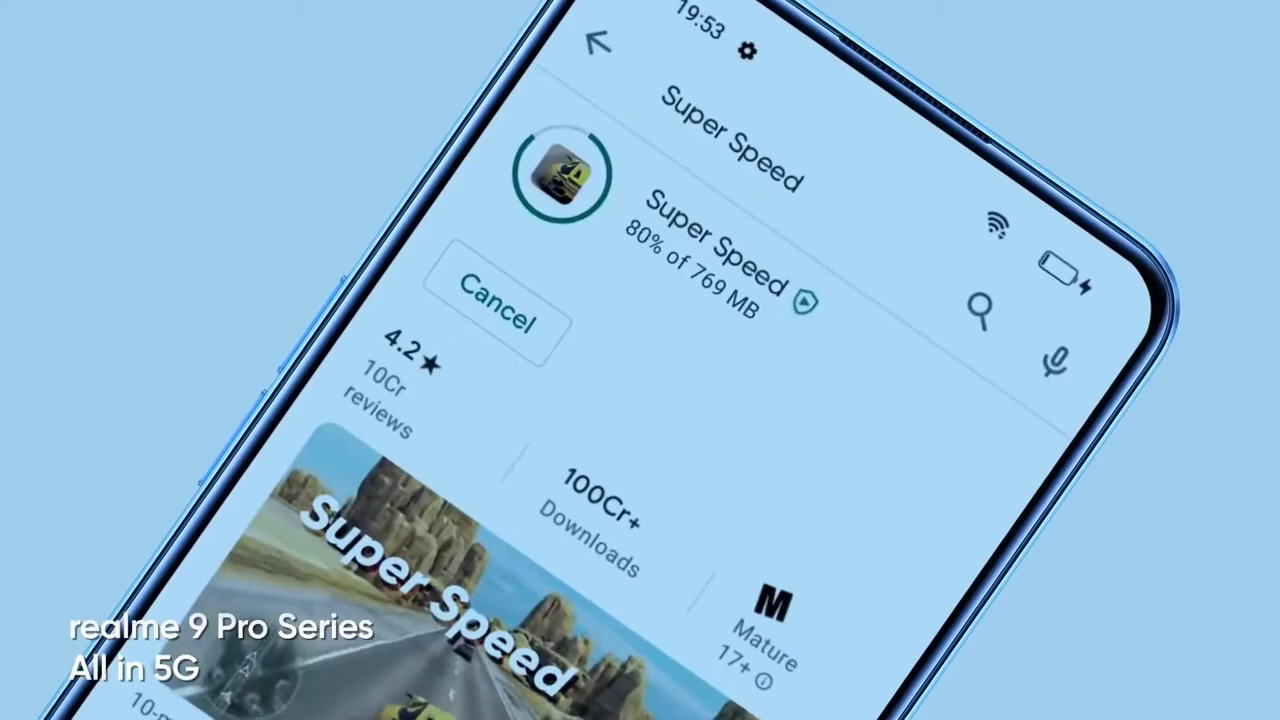 19:53
Super Speed
Super Speed
80% of 769 MB
Cancel
4.2★
10Cr
reviews
100Cr+
Downloads
M
Mature
17+
Super Speed
realme 9 Pro Series
All in 5G